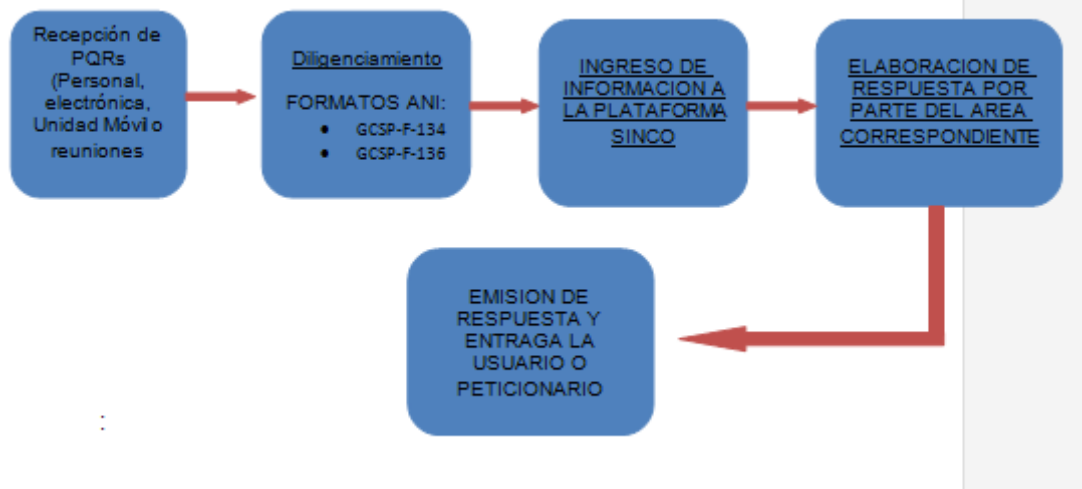 Recepción de
PQRs
(Personal,
electrónica,
Unidad Móvil o
reuniones
Diligenciamiento
FORMATOS ANI:
• GCSP-F-134
• GCSP-F-136
INGRESO DE
INFORMACION A
LA PLATAFORMA
SINCO
ELABORACION DE
RESPUESTA POR
PARTE DEL AREA
CORRESPONDIENTE
EMISION DE
RESPUESTA Y
ENTRAGA LA
USUARIO O
PETICIONARIO
: